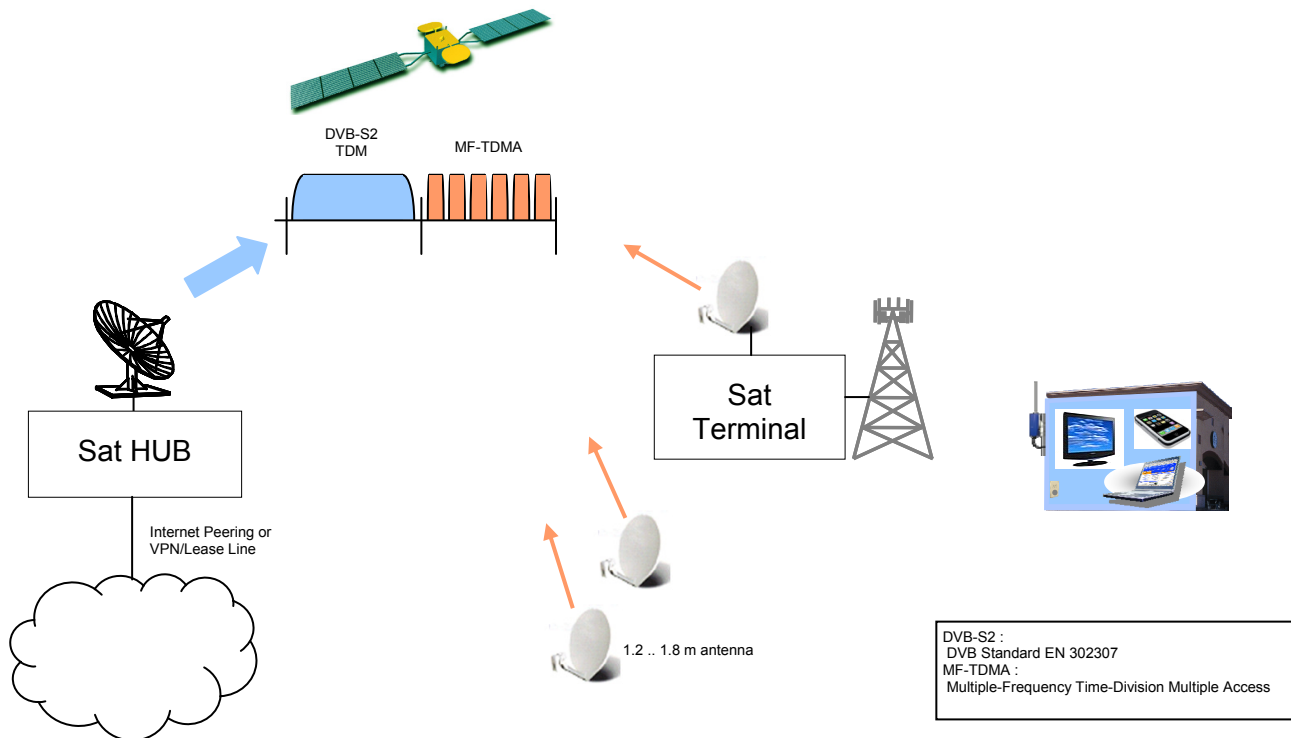 DVB-S2
TDM
MF-TDMA
Sat HUB
Sat
Terminal
Internet Peering or
VPN/Lease Line
1.2 .. 1.8 m antenna
DVB-S2 :
DVB Standard EN 302307
MF-TDMA :
Multiple-Frequency Time-Division Multiple Access